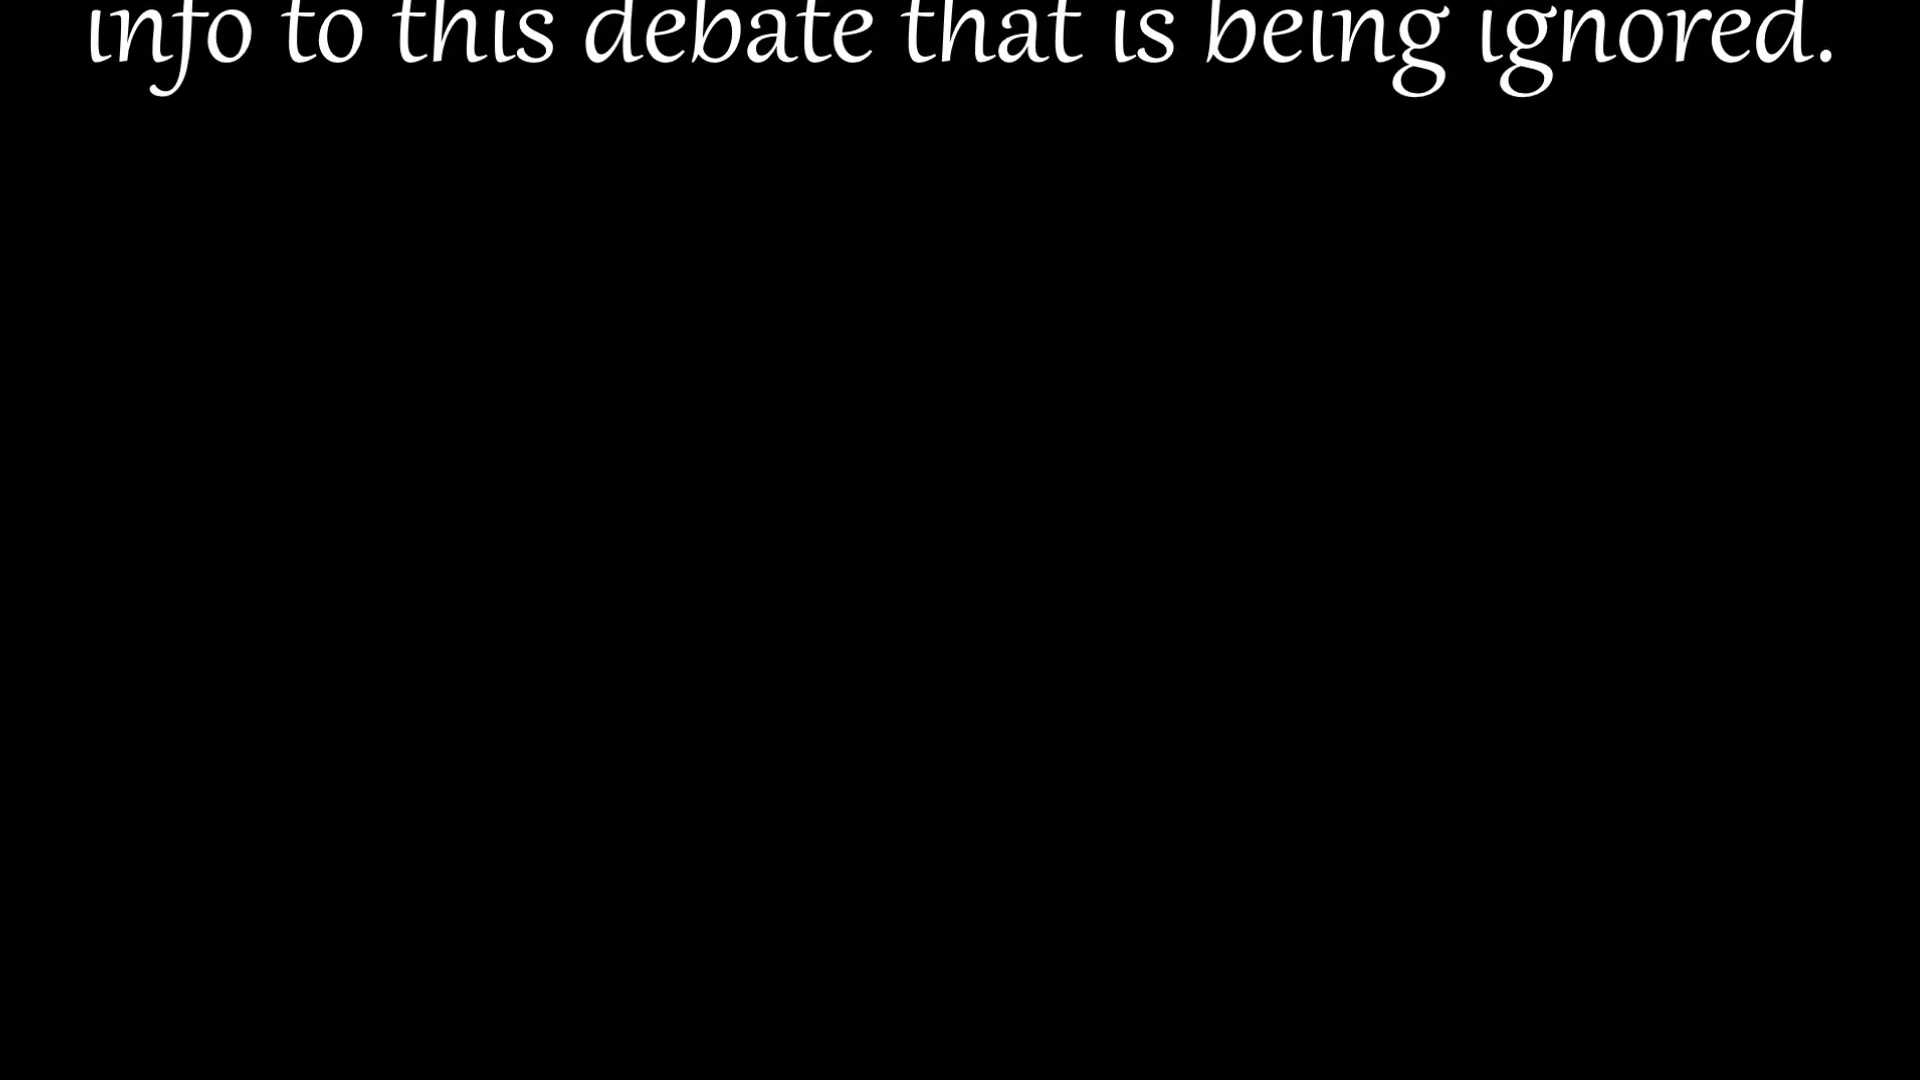 info to this debate that is being ignored.